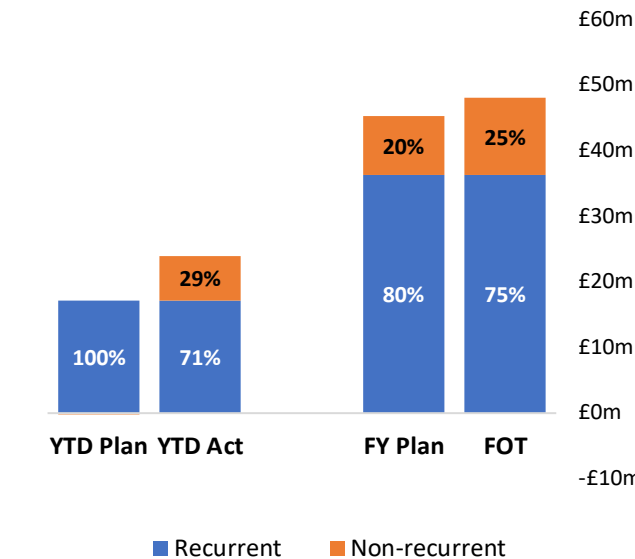 £60m
£50m
£40m
£30m
£20m
£10m
£0m
-£10m
20%
25%
29%
80%
75%
100%
71%
YTD Plan YTD Act FY Plan FOT
Recurrent Non-recurrent